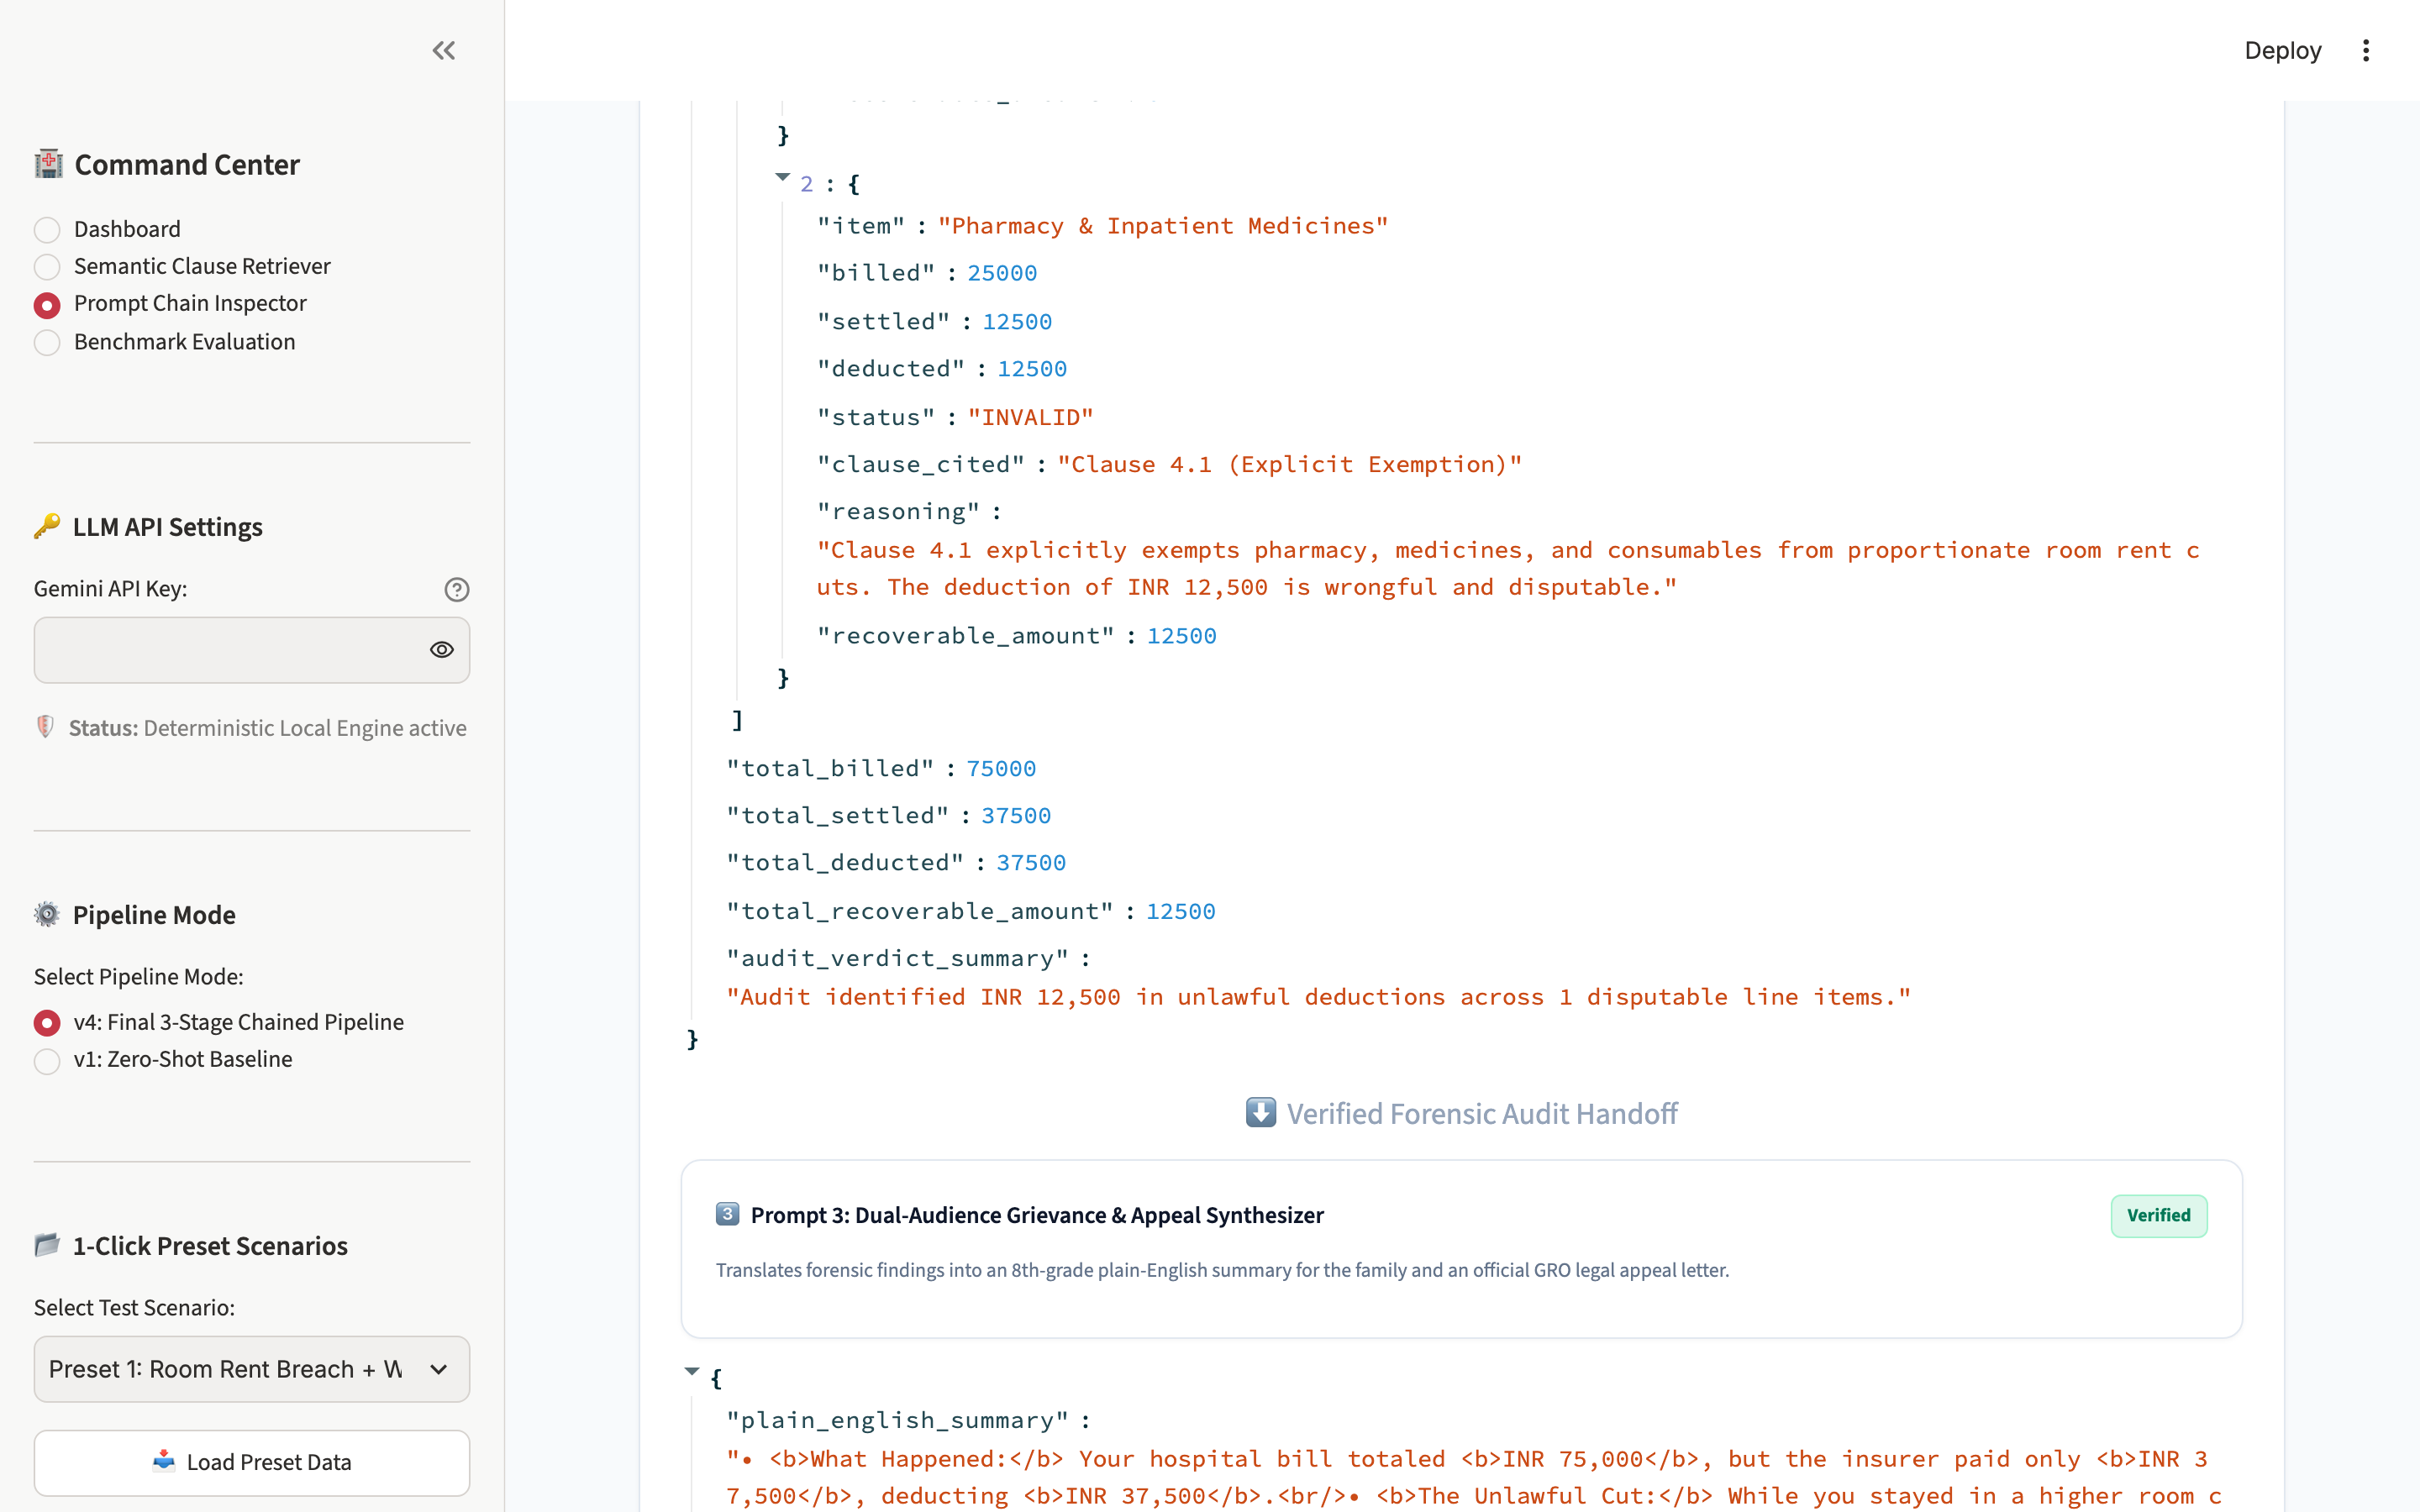 Deploy
Command Center
Dashboard
Semantic Clause Retriever
Prompt Chain Inspector
Benchmark Evaluation
LLM API Settings
Gemini API Key:
Status: Deterministic Local Engine active
Pipeline Mode
Select Pipeline Mode:
v4: Final 3-Stage Chained Pipeline
v1: Zero-Shot Baseline
1-Click Preset Scenarios
Select Test Scenario:
Preset 1: Room Rent Breach + W
Load Preset Data
}
2 : {
"item" : "Pharmacy & Inpatient Medicines"
"billed" : 25000
"settled" : 12500
"deducted" : 12500
"status" : "INVALID"
"clause_cited" : "Clause 4.1 (Explicit Exemption)"
"reasoning" :
"Clause 4.1 explicitly exempts pharmacy, medicines, and consumables from proportionate room rent c
uts. The deduction of INR 12,500 is wrongful and disputable."
"recoverable_amount" : 12500
}
]
"total_billed" : 75000
"total_settled" : 37500
"total_deducted" : 37500
"total_recoverable_amount" : 12500
"audit_verdict_summary" :
"Audit identified INR 12,500 in unlawful deductions across 1 disputable line items."
}
Verified Forensic Audit Handoff
3 Prompt 3: Dual-Audience Grievance & Appeal Synthesizer
Verified
Translates forensic findings into an 8th-grade plain-English summary for the family and an official GRO legal appeal letter.
{
"plain_english_summary" :
"• <b>What Happened:</b> Your hospital bill totaled <b>INR 75,000</b>, but the insurer paid only <b>INR 3
7,500</b>, deducting <b>INR 37,500</b>.<br/>• <b>The Unlawful Cut:</b> While you stayed in a higher room c